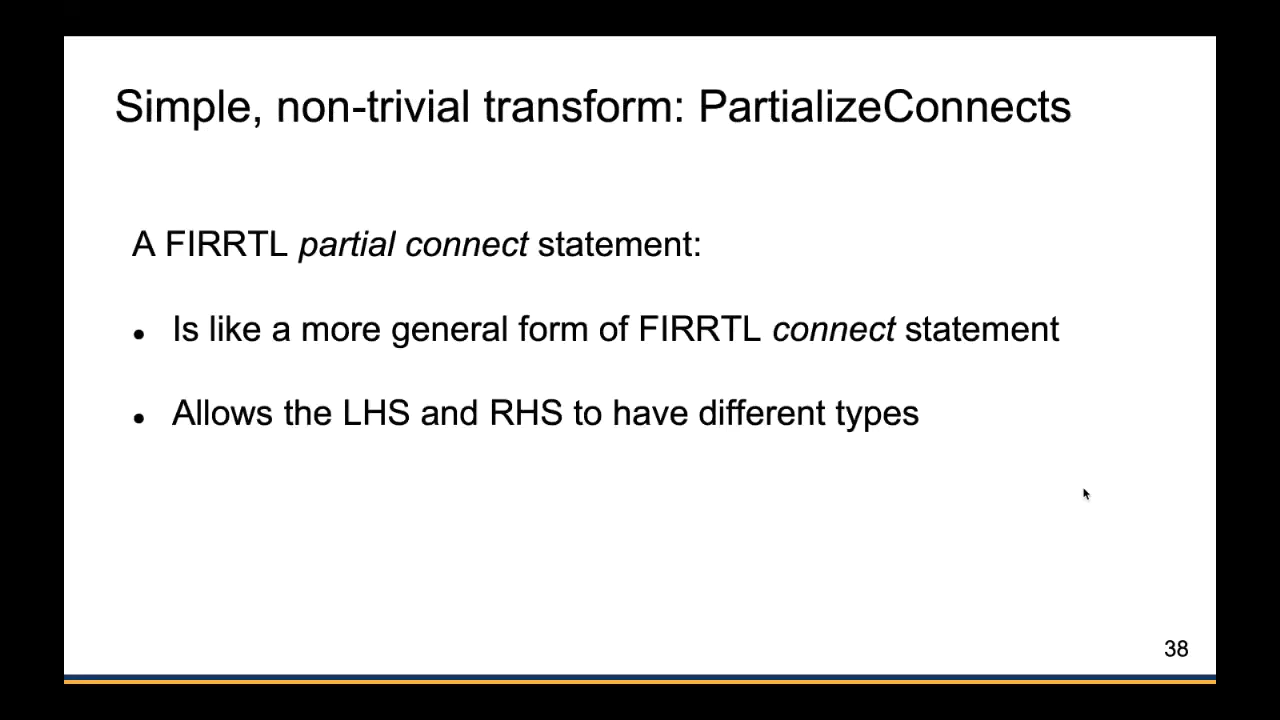 Simple, non-trivial transform: PartializeConnects
A FIRRTL partial connect statement:
• Is like a more general form of FIRRTL connect statement
• Allows the LHS and RHS to have different types
38